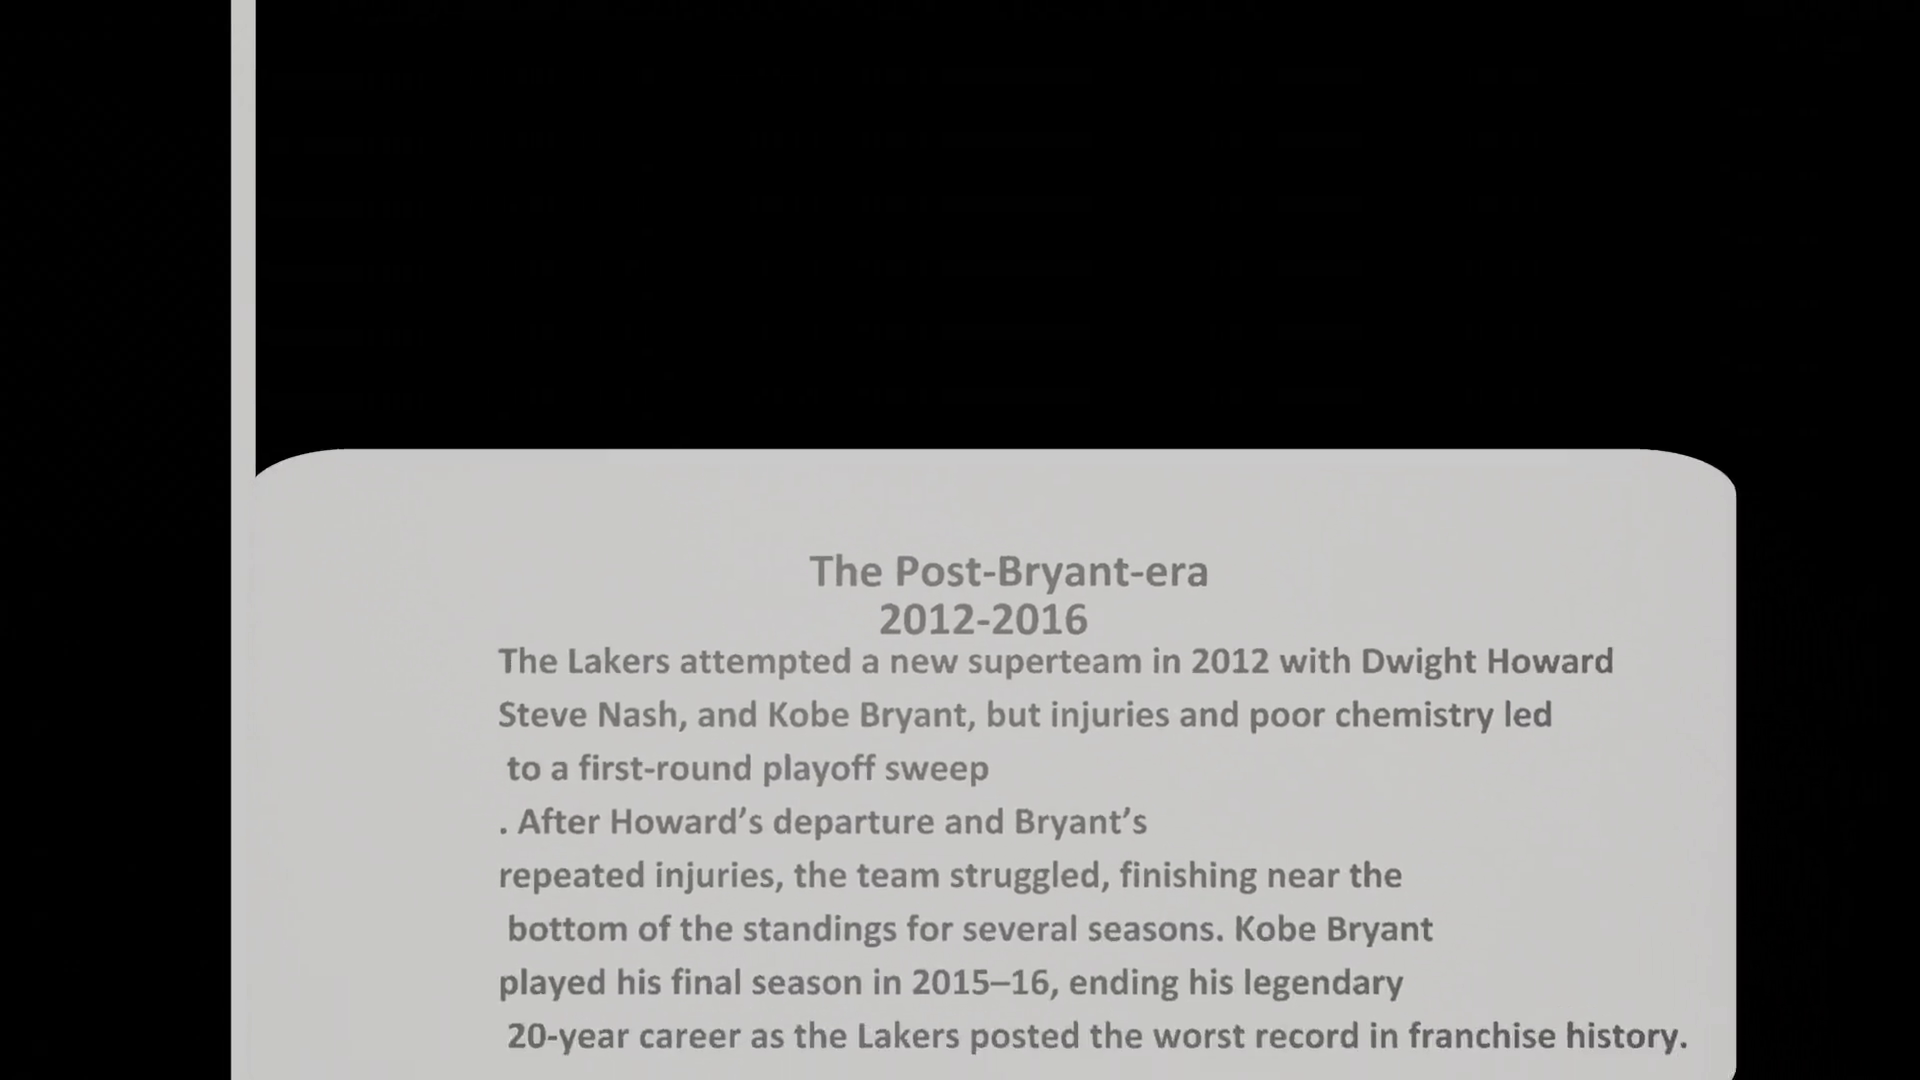 The Post-Bryant-era
2012-2016
The Lakers attempted a new superteam in 2012 with Dwight Howard
Steve Nash, and Kobe Bryant, but injuries and poor chemistry led
to a first-round playoff sweep
. After Howard’s departure and Bryant’s
repeated injuries, the team struggled, finishing near the
bottom of the standings for several seasons. Kobe Bryant
played his final season in 2015–16, ending his legendary
20-year career as the Lakers posted the worst record in franchise history.